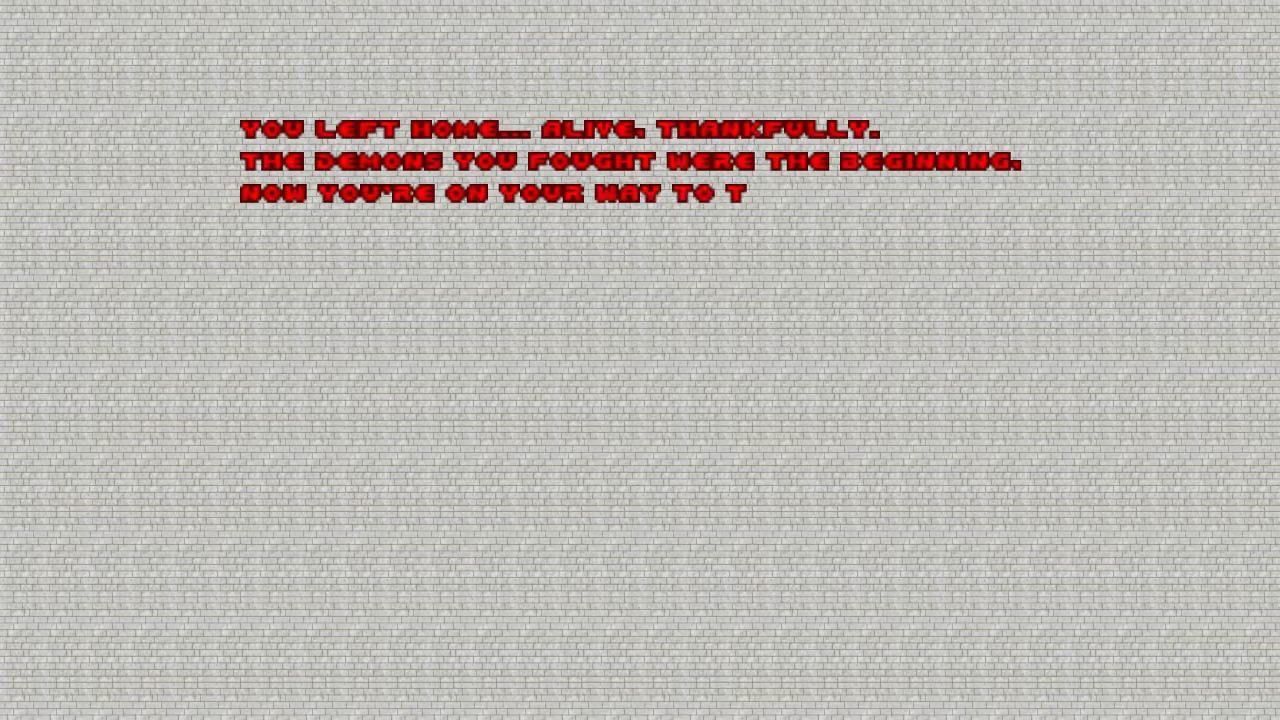 YOU LEFT HOME... ALIVE, THANKFULLY.
THE DEMONS YOU FOUGHT WERE THE BEGINNING,
NOW YOU'RE ON YOUR WAY TO T